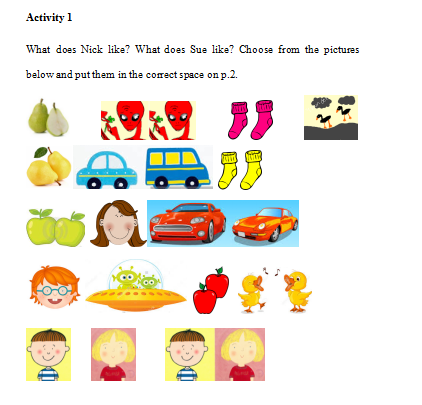 Activity 1
What does Nick like? What does Sue like? Choose from the pictures
below and put them in the correct space on p.2.